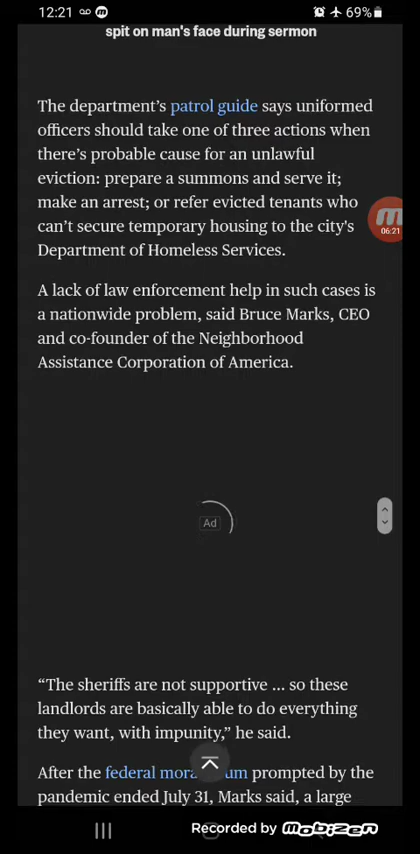 12:21
69%
spit on man's face during sermon
The department's patrol guide says uniformed
officers should take one of three actions when
there's probable cause for an unlawful
eviction: prepare a summons and serve it;
make an arrest; or refer evicted tenants who
can't secure temporary housing to the city's
Department of Homeless Services.
06:21
A lack of law enforcement help in such cases is
a nationwide problem, said Bruce Marks, CEO
and co-founder of the Neighborhood
Assistance Corporation of America.
Ad
“The sheriffs are not supportive ... so these
landlords are basically able to do everything
they want, with impunity,” he said.
After the federal prompted by the
pandemic ended July 31, Marks said, a large
Recorded by mobizen